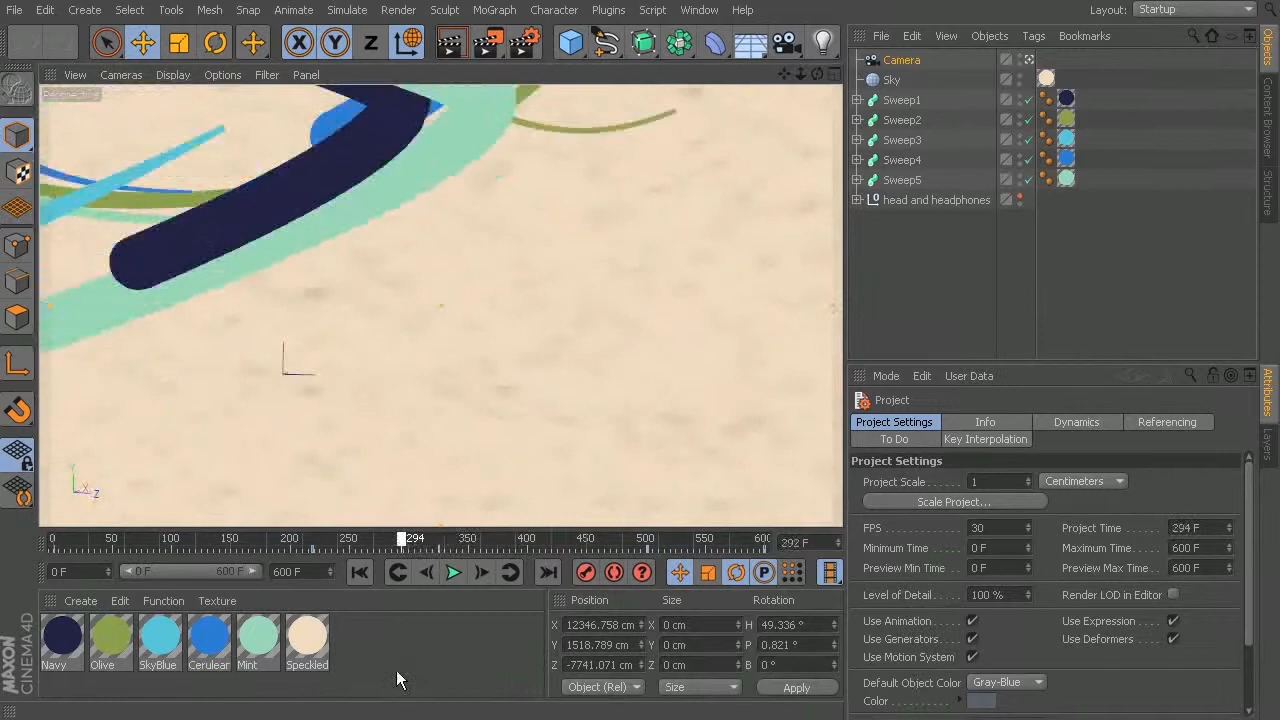 File Edit Create Select Tools Mesh Snap Animate Simulate Render Sculpt MoGraph Character Plugins Script Window Help Layout: Startup
X Y Z
View Cameras Display Options Filter Panel
File Edit View Objects Tags Bookmarks
Camera
Sky
Sweep1
Sweep2
Sweep3
Sweep4
Sweep5
head and headphones
Objects
Content Browser
Structure
Mode Edit User Data
Project
Project Settings Info Dynamics Referencing
To Do Key Interpolation
Project Settings
Project Scale 1 Centimeters
Scale Project...
FPS 30 Project Time 294 F
Minimum Time 0 F Maximum Time 600 F
Preview Min Time 0 F Preview Max Time 600 F
Level of Detail 100 % Render LOD in Editor
Use Animation Use Expression
Use Generators Use Deformers
Use Motion System
Default Object Color Gray-Blue
Color
Attributes
Layers
Y X Z
0 50 100 150 200 250 294 350 400 450 500 550 600 292 F
0 F 0 F 600 F 600 F
P
Create Edit Function Texture
Navy Olive SkyBlue Cerulear Mint Speckled
Position Size Rotation
X 12346.758 cm X 0 cm H 49.336 °
Y 1518.789 cm Y 0 cm P 0.821 °
Z -7741.071 cm Z 0 cm B 0 °
Object (Rel) Size Apply
MAXON
CINEMA 4D